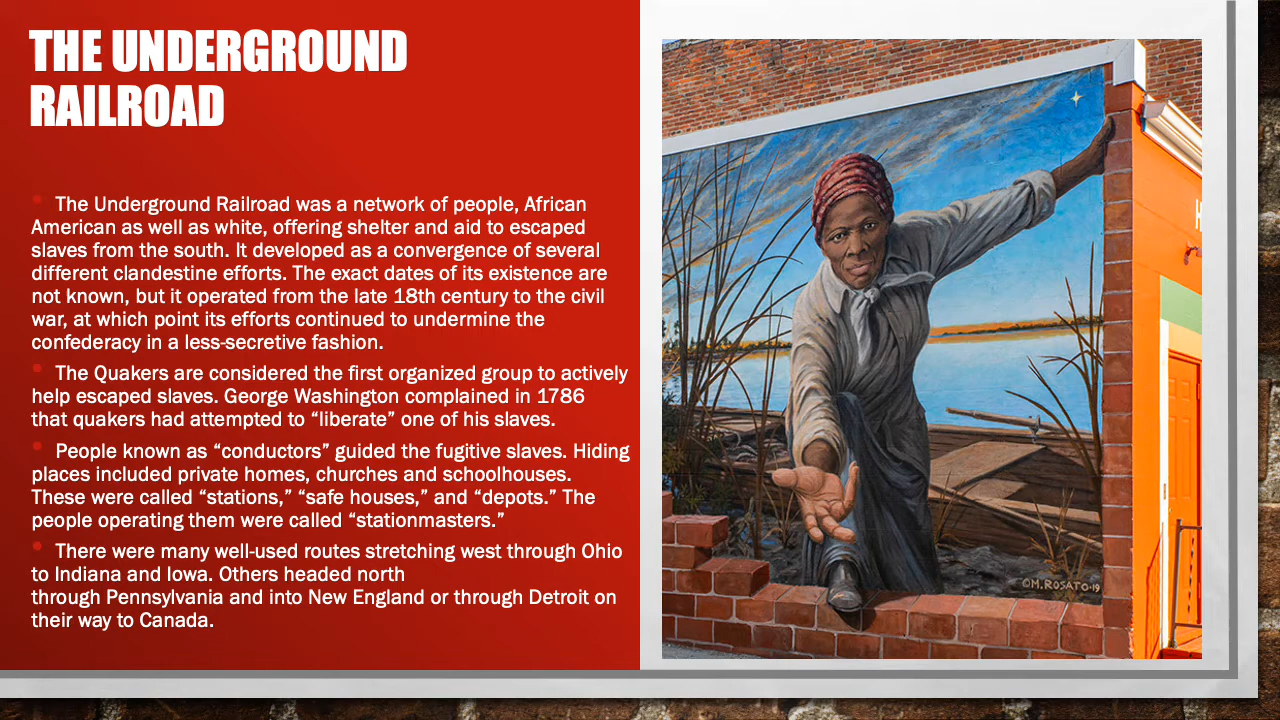 THE UNDERGROUND
RAILROAD
• The Underground Railroad was a network of people, African
American as well as white, offering shelter and aid to escaped
slaves from the south. It developed as a convergence of several
different clandestine efforts. The exact dates of its existence are
not known, but it operated from the late 18th century to the civil
war, at which point its efforts continued to undermine the
confederacy in a less-secretive fashion.
• The Quakers are considered the first organized group to actively
help escaped slaves. George Washington complained in 1786
that quakers had attempted to “liberate” one of his slaves.
• People known as “conductors” guided the fugitive slaves. Hiding
places included private homes, churches and schoolhouses.
These were called “stations,” “safe houses,” and “depots.” The
people operating them were called “stationmasters.”
• There were many well-used routes stretching west through Ohio
to Indiana and Iowa. Others headed north
through Pennsylvania and into New England or through Detroit on
their way to Canada.
©M.ROSATO·19